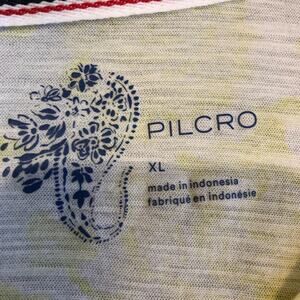 PILCRO
XL
made in indonesia
fabriqué en indonésie